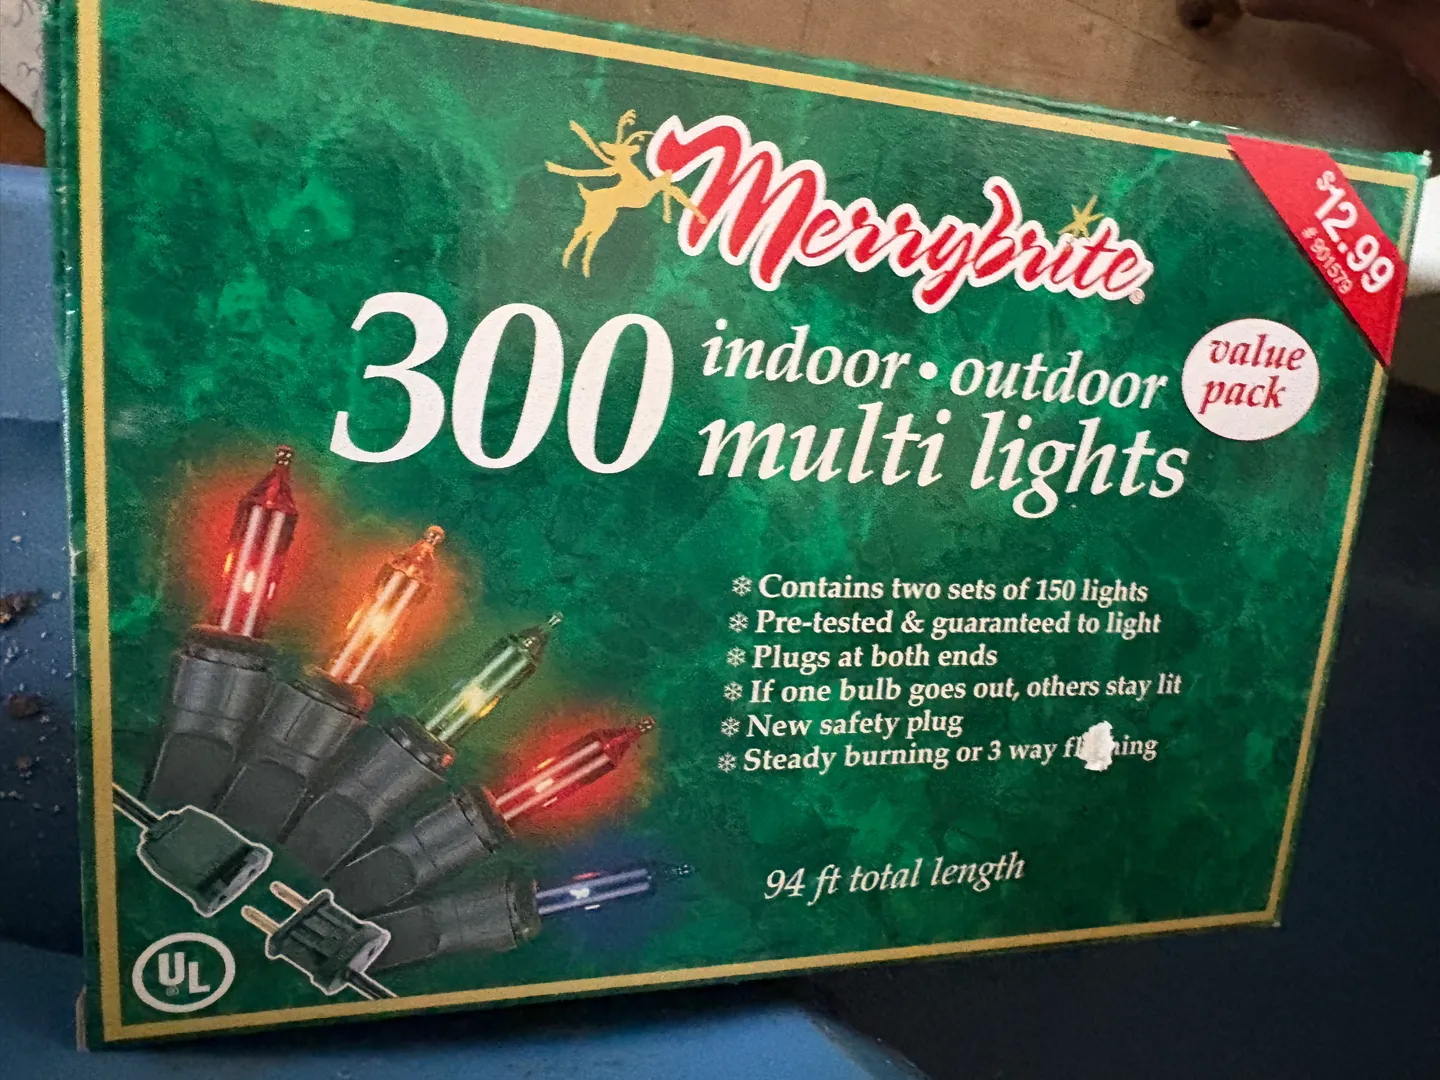 Merrybrite
$12.99
# 901579
300 indoor • outdoor
multi lights
value
pack
Contains two sets of 150 lights
Pre-tested & guaranteed to light
Plugs at both ends
If one bulb goes out, others stay lit
New safety plug
Steady burning or 3 way
94 ft total length
UL